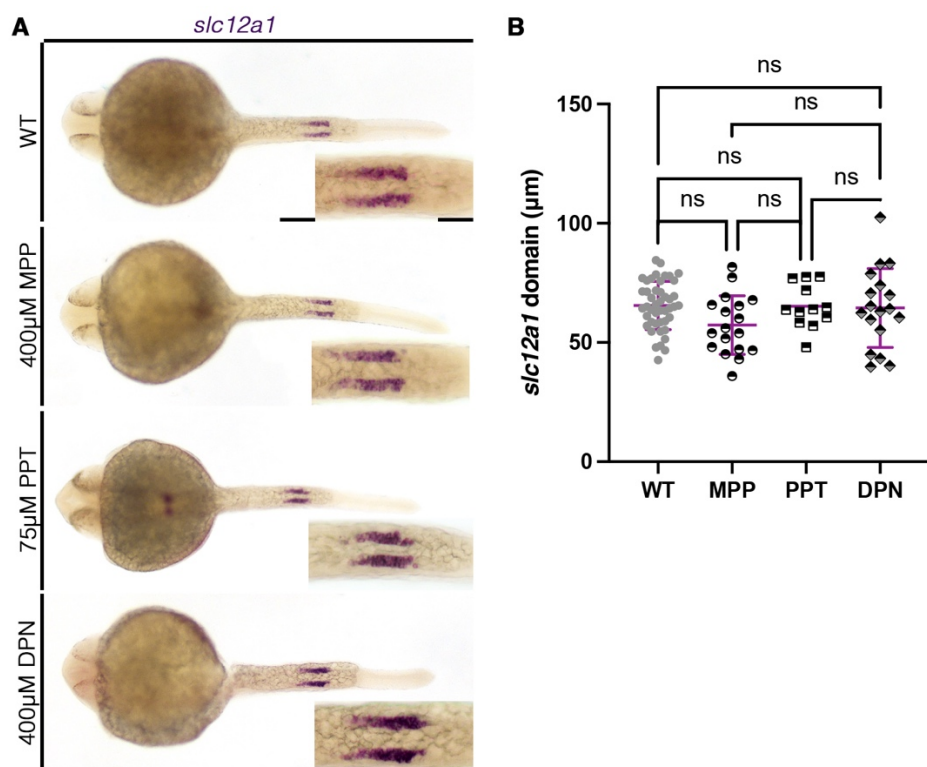 A
slc12a1
WT
400µM MPP
75µM PPT
400µM DPN
B
slc12a1 domain (µm)
150
100
50
0
ns
ns
ns
ns
ns
ns
WT MPP PPT DPN